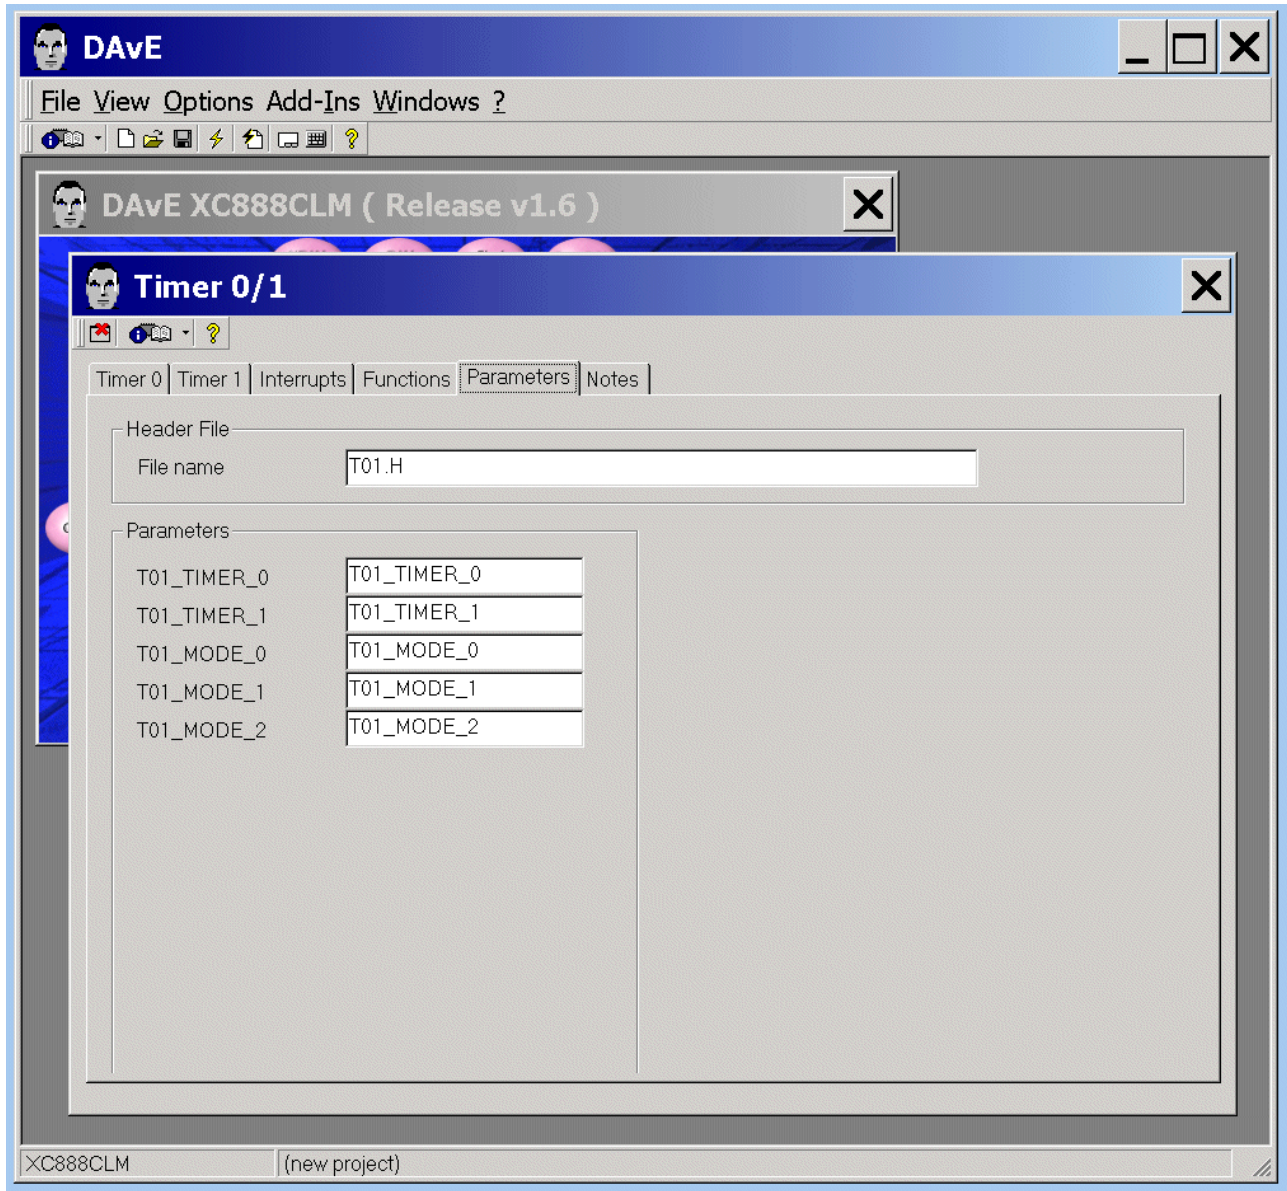 DAvE
File View Options Add-Ins Windows ?
DAvE XC888CLM ( Release v1.6 )
Timer 0/1
Timer 0 Timer 1 Interrupts Functions Parameters Notes
Header File
File name T01.H
Parameters
T01_TIMER_0 T01_TIMER_0
T01_TIMER_1 T01_TIMER_1
T01_MODE_0 T01_MODE_0
T01_MODE_1 T01_MODE_1
T01_MODE_2 T01_MODE_2
XC888CLM (new project)